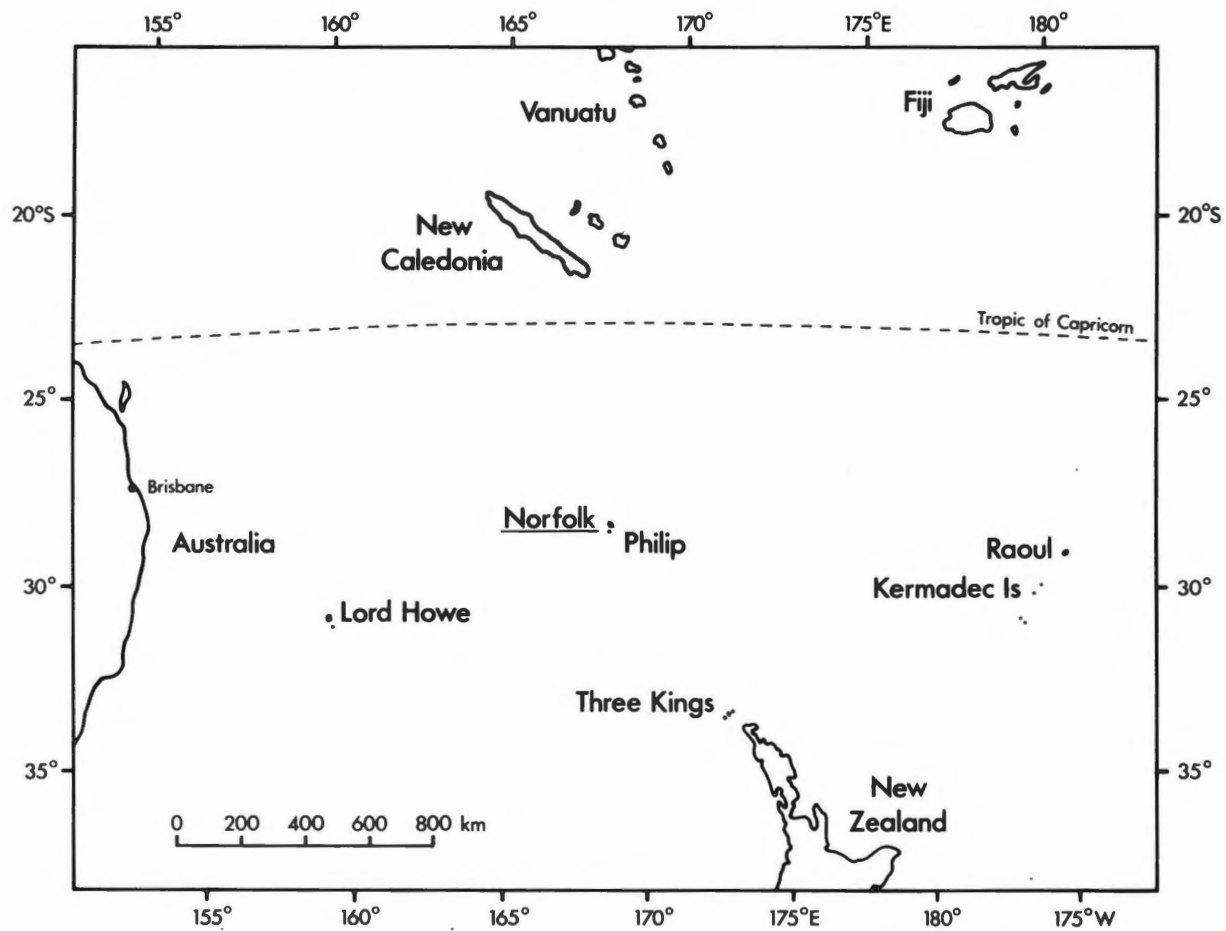 155° 160° 165° 170° 175°E 180°
Vanuatu
Fiji
20°S
20°S
New
Caledonia
Tropic of Capricorn
25°
25°
Brisbane
Norfolk
Australia
Philip
Raoul
30°
Kermadec Is
30°
Lord Howe
Three Kings
35°
35°
New
Zealand
0 200 400 600 800 km
155° 160° 165° 170° 175°E 180° 175°W